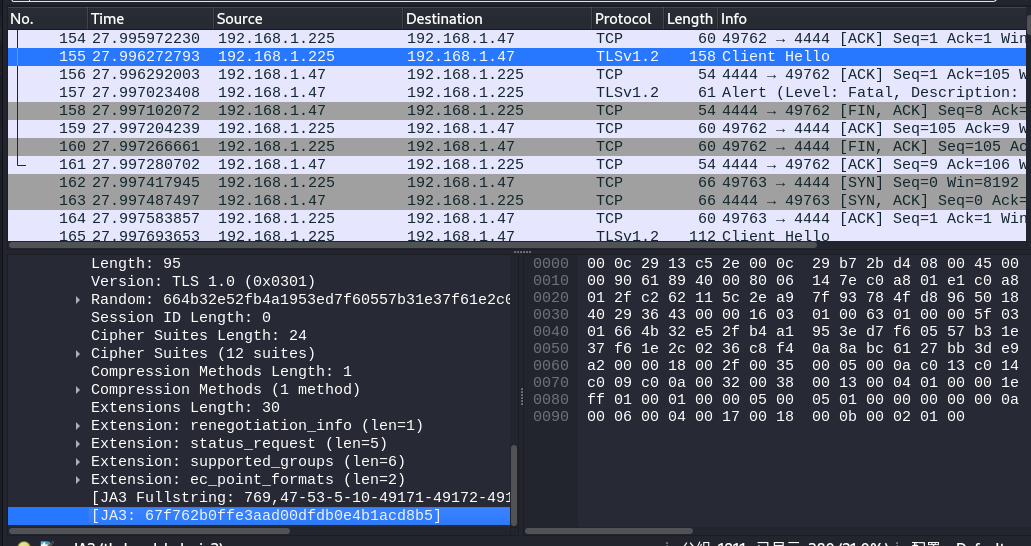 No. Time Source Destination Protocol Length Info
154 27.995972230 192.168.1.225 192.168.1.47 TCP 60 49762 → 4444 [ACK] Seq=1 Ack=1 Win
155 27.996272793 192.168.1.225 192.168.1.47 TLSv1.2 158 Client Hello
156 27.996292003 192.168.1.47 192.168.1.225 TCP 54 4444 → 49762 [ACK] Seq=1 Ack=105 W
157 27.997023408 192.168.1.47 192.168.1.225 TLSv1.2 61 Alert (Level: Fatal, Description:
158 27.997102072 192.168.1.47 192.168.1.225 TCP 54 4444 → 49762 [FIN, ACK] Seq=8 Ack=
159 27.997204239 192.168.1.225 192.168.1.47 TCP 60 49762 → 4444 [ACK] Seq=105 Ack=9 W
160 27.997266661 192.168.1.225 192.168.1.47 TCP 60 49762 → 4444 [FIN, ACK] Seq=105 Ac
161 27.997280702 192.168.1.47 192.168.1.225 TCP 54 4444 → 49762 [ACK] Seq=9 Ack=106 W
162 27.997417945 192.168.1.225 192.168.1.47 TCP 66 49763 → 4444 [SYN] Seq=0 Win=8192
163 27.997487497 192.168.1.47 192.168.1.225 TCP 66 4444 → 49763 [SYN, ACK] Seq=0 Ack=
164 27.997583857 192.168.1.225 192.168.1.47 TCP 60 49763 → 4444 [ACK] Seq=1 Ack=1 Win
165 27.997693653 192.168.1.225 192.168.1.47 TLSv1.2 112 Client Hello
Length: 95
Version: TLS 1.0 (0x0301)
Random: 664b32e52fb4a1953ed7f60557b31e37f61e2c0
Session ID Length: 0
Cipher Suites Length: 24
Cipher Suites (12 suites)
Compression Methods Length: 1
Compression Methods (1 method)
Extensions Length: 30
Extension: renegotiation_info (len=1)
Extension: status_request (len=5)
Extension: supported_groups (len=6)
Extension: ec_point_formats (len=2)
[JA3 Fullstring: 769,47-53-5-10-49171-49172-491
[JA3: 67f762b0ffe3aad00dfdb0e4b1acd8b5]
0000 00 0c 29 13 c5 2e 00 0c 29 b7 2b d4 08 00 45 00
0010 00 90 61 89 40 00 80 06 14 7e c0 a8 01 e1 c0 a8
0020 01 2f c2 62 11 5c 2e a9 7f 93 78 4f d8 96 50 18
0030 40 29 36 43 00 00 16 03 01 00 63 01 00 00 5f 03
0040 01 66 4b 32 e5 2f b4 a1 95 3e d7 f6 05 57 b3 1e
0050 37 f6 1e 2c 02 36 c8 f4 0a 8a bc 61 27 bb 3d e9
0060 a2 00 00 18 00 2f 00 35 00 05 00 0a c0 13 c0 14
0070 c0 09 c0 0a 00 32 00 38 00 13 00 04 01 00 00 1e
0080 ff 01 00 01 00 00 05 00 05 01 00 00 00 00 00 0a
0090 00 06 00 04 00 17 00 18 00 0b 00 02 01 00